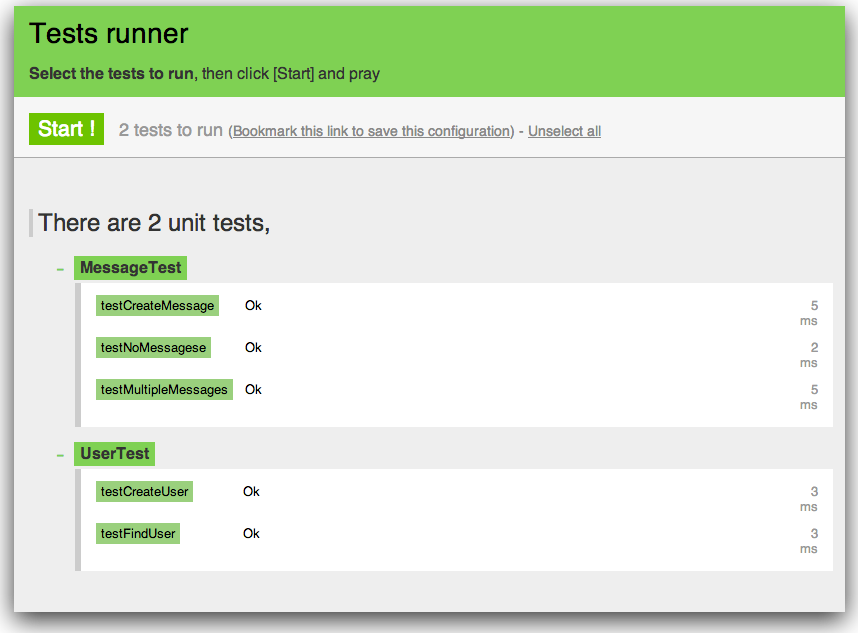 Tests runner
Select the tests to run, then click [Start] and pray
Start ! 2 tests to run (Bookmark this link to save this configuration) - Unselect all
There are 2 unit tests,
- MessageTest
testCreateMessage Ok 5
ms
testNoMessagese Ok 2
ms
testMultipleMessages Ok 5
ms
- UserTest
testCreateUser Ok 3
ms
testFindUser Ok 3
ms